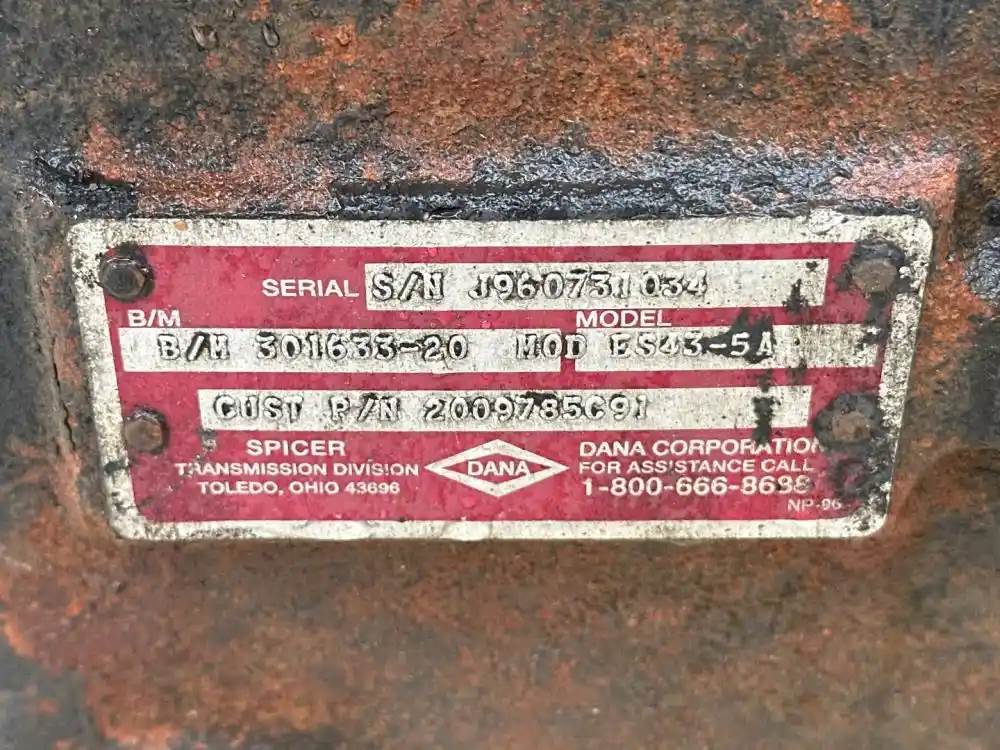 SERIAL S/N J960731034
B/M MODEL
B/M 301633-20 MOD ES43-5A
CUST P/N 2009785C91
SPICER
TRANSMISSION DIVISION
TOLEDO, OHIO 43696
DANA
DANA CORPORATION
FOR ASSISTANCE CALL
1-800-666-8688
NP-96